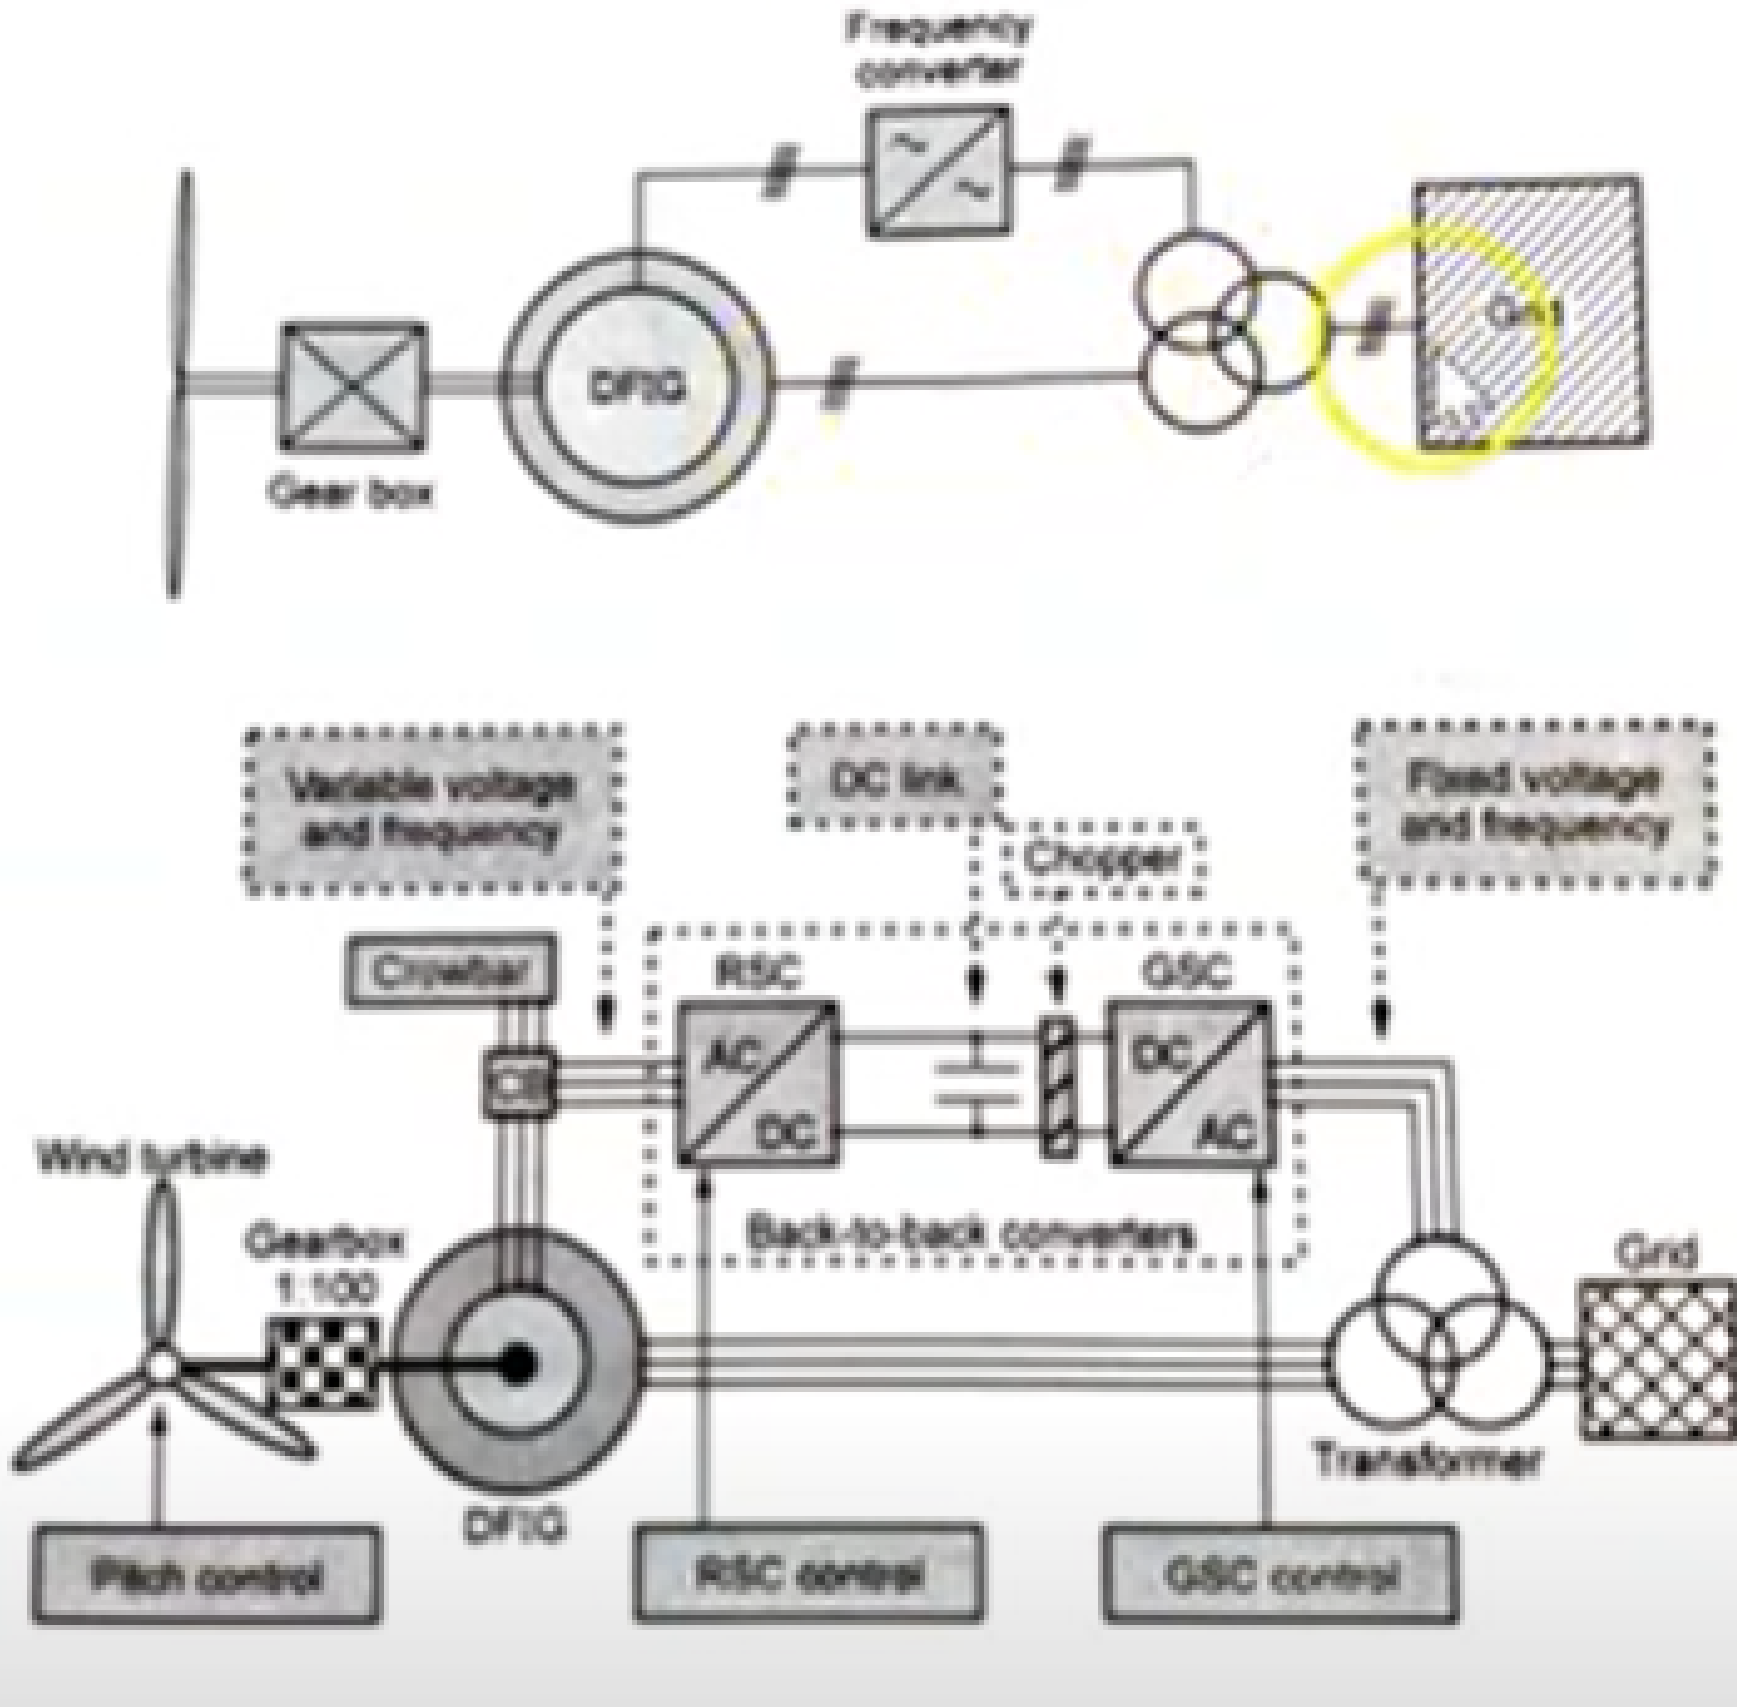 Frequency
converter
DFIG
Grid
Gear box
Variable voltage
and frequency
DC link
Chopper
Fixed voltage
and frequency
Crowbar
RSC
GSC
AC
DC
DC
AC
CB
Wind turbine
Gearbox
1:100
Back-to-back converters
Grid
Transformer
DFIG
Pitch control
RSC control
GSC control